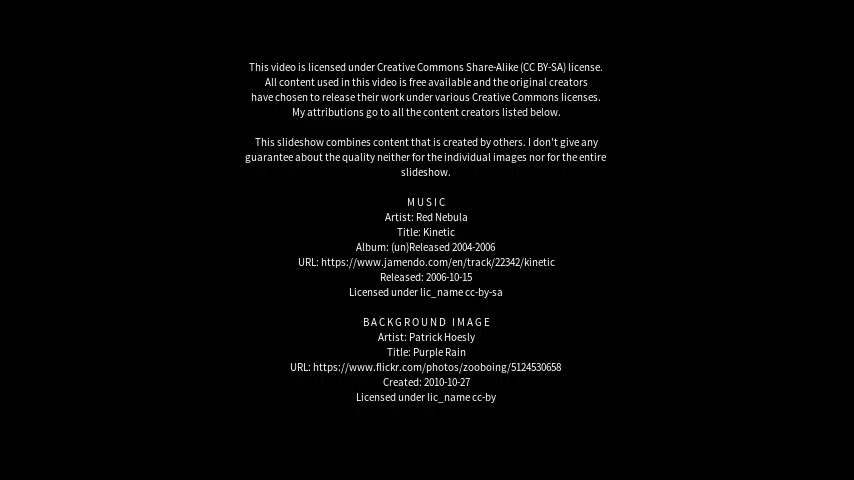 This video is licensed under Creative Commons Share-Alike (CC BY-SA) license.
All content used in this video is free available and the original creators
have chosen to release their work under various Creative Commons licenses.
My attributions go to all the content creators listed below.
This slideshow combines content that is created by others. I don't give any
guarantee about the quality neither for the individual images nor for the entire
slideshow.
MUSIC
Artist: Red Nebula
Title: Kinetic
Album: (un)Released 2004-2006
URL: https://www.jamendo.com/en/track/22342/kinetic
Released: 2006-10-15
Licensed under lic_name cc-by-sa
BACKGROUND IMAGE
Artist: Patrick Hoesly
Title: Purple Rain
URL: https://www.flickr.com/photos/zooboing/5124530658
Created: 2010-10-27
Licensed under lic_name cc-by